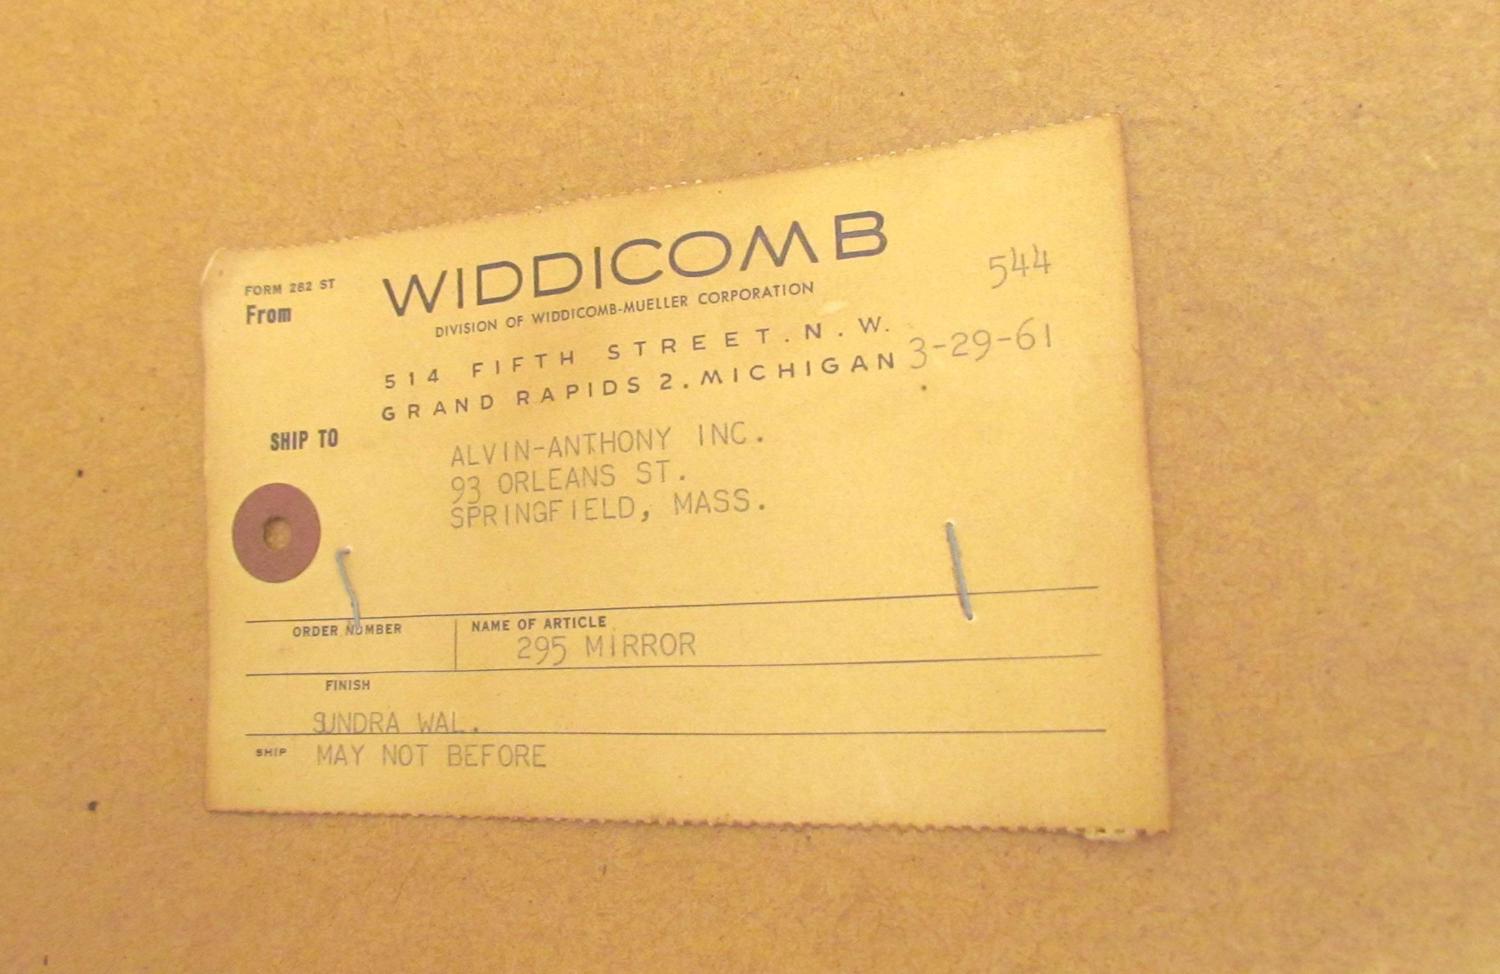 FORM 262 ST
From
WIDDICOMB
DIVISION OF WIDDICOMB-MUELLER CORPORATION
514 FIFTH STREET. N. W.
GRAND RAPIDS 2. MICHIGAN
544
3-29-61
SHIP TO
ALVIN-ANTHONY INC.
93 ORLEANS ST.
SPRINGFIELD, MASS.
ORDER NUMBER
NAME OF ARTICLE
295 MIRROR
FINISH
SUNDRA WAL.
SHIP MAY NOT BEFORE